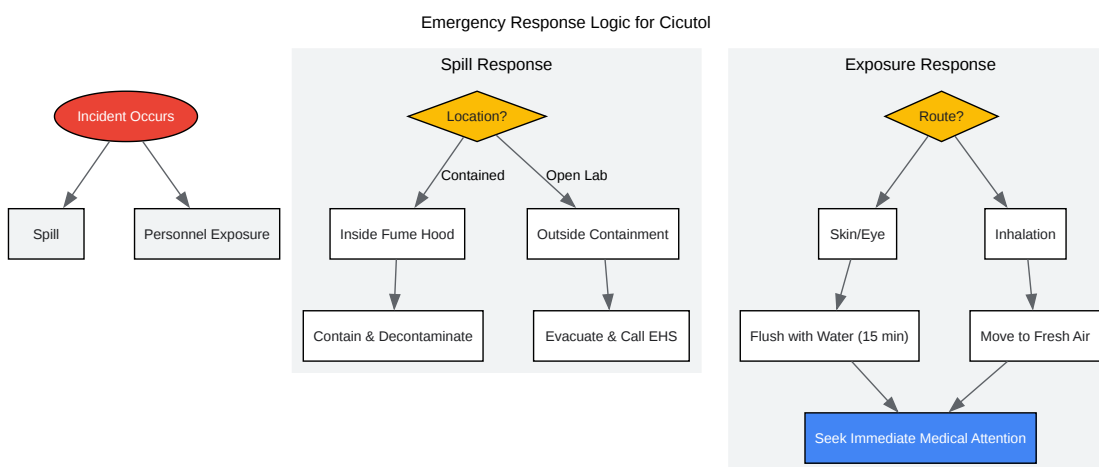 Emergency Response Logic for Cicutol
Incident Occurs
Spill
Personnel Exposure
Spill Response
Location?
Contained
Open Lab
Inside Fume Hood
Outside Containment
Contain & Decontaminate
Evacuate & Call EHS
Exposure Response
Route?
Skin/Eye
Inhalation
Flush with Water (15 min)
Move to Fresh Air
Seek Immediate Medical Attention